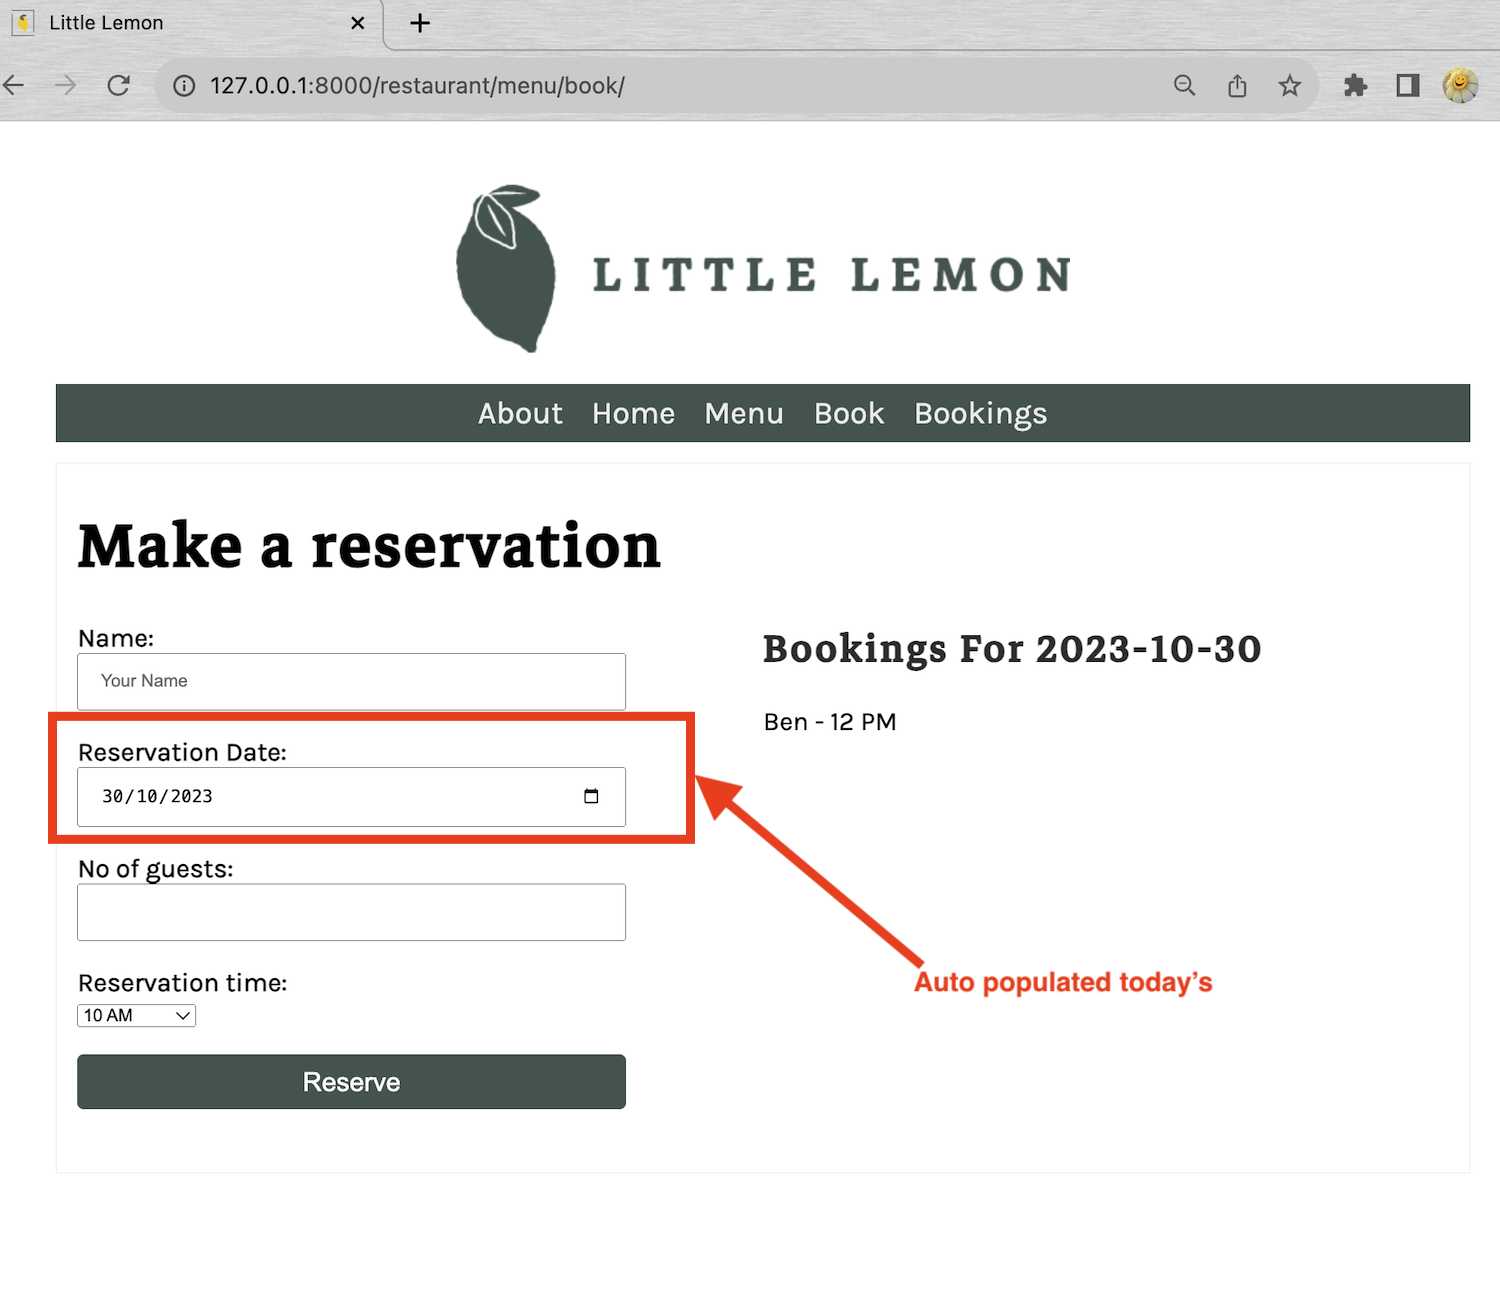 Little Lemon
127.0.0.1:8000/restaurant/menu/book/
LITTLE LEMON
About Home Menu Book Bookings
Make a reservation
Name:
Your Name
Reservation Date:
30/10/2023
No of guests:
Reservation time:
10 AM
Reserve
Bookings For 2023-10-30
Ben - 12 PM
Auto populated today’s